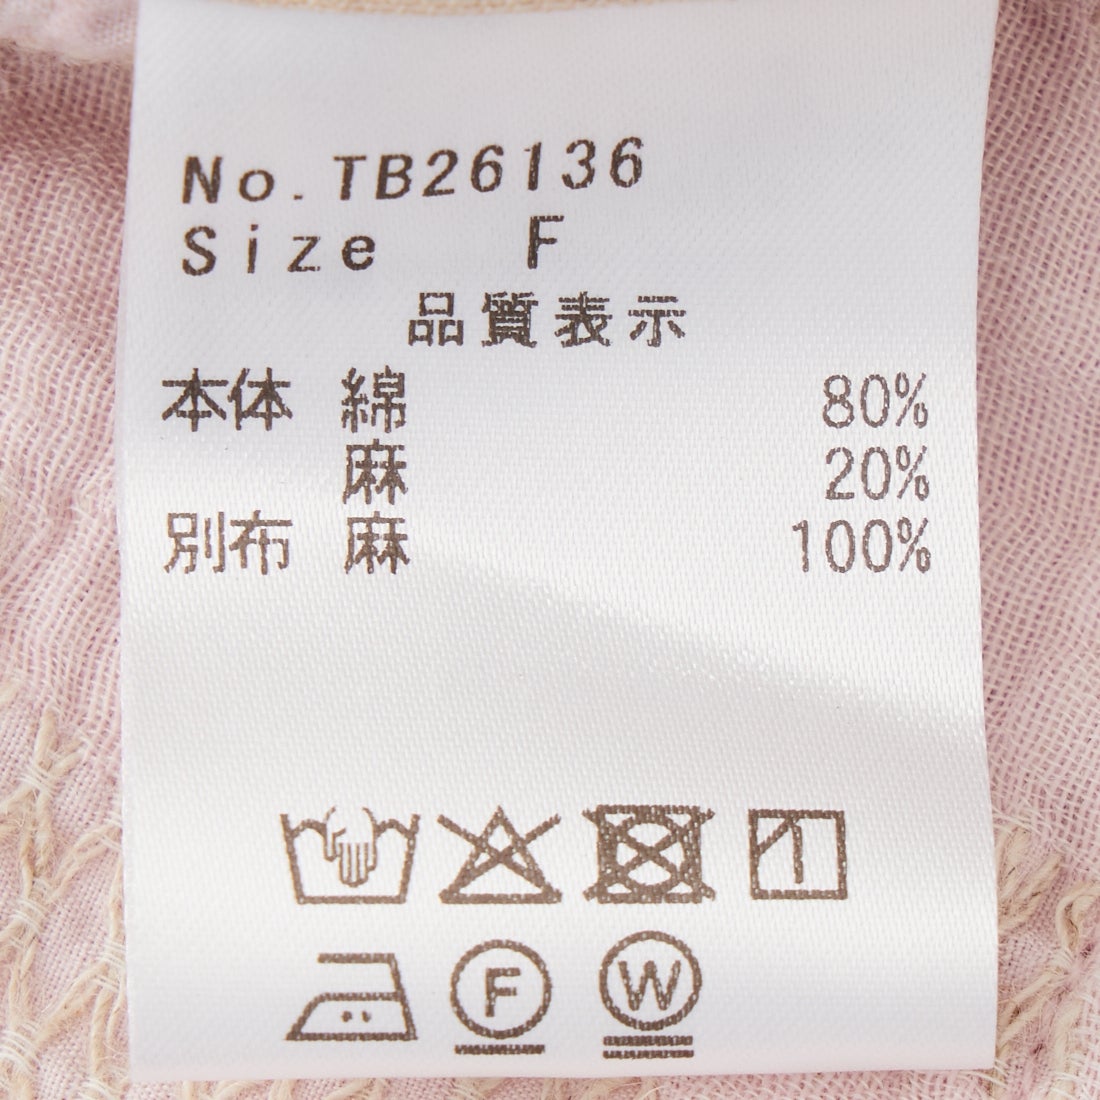 No.TB26136
Size F
品質表示
本体 綿 80%
麻 20%
別布 麻 100%
F W